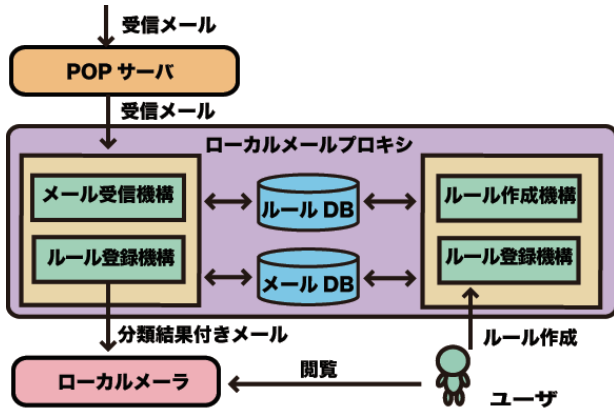 受信メール
POP サーバ
受信メール
ローカルメールプロキシ
メール受信機構
ルール DB
ルール作成機構
ルール登録機構
メール DB
ルール登録機構
分類結果付きメール
ルール作成
ローカルメーラ
閲覧
ユーザ